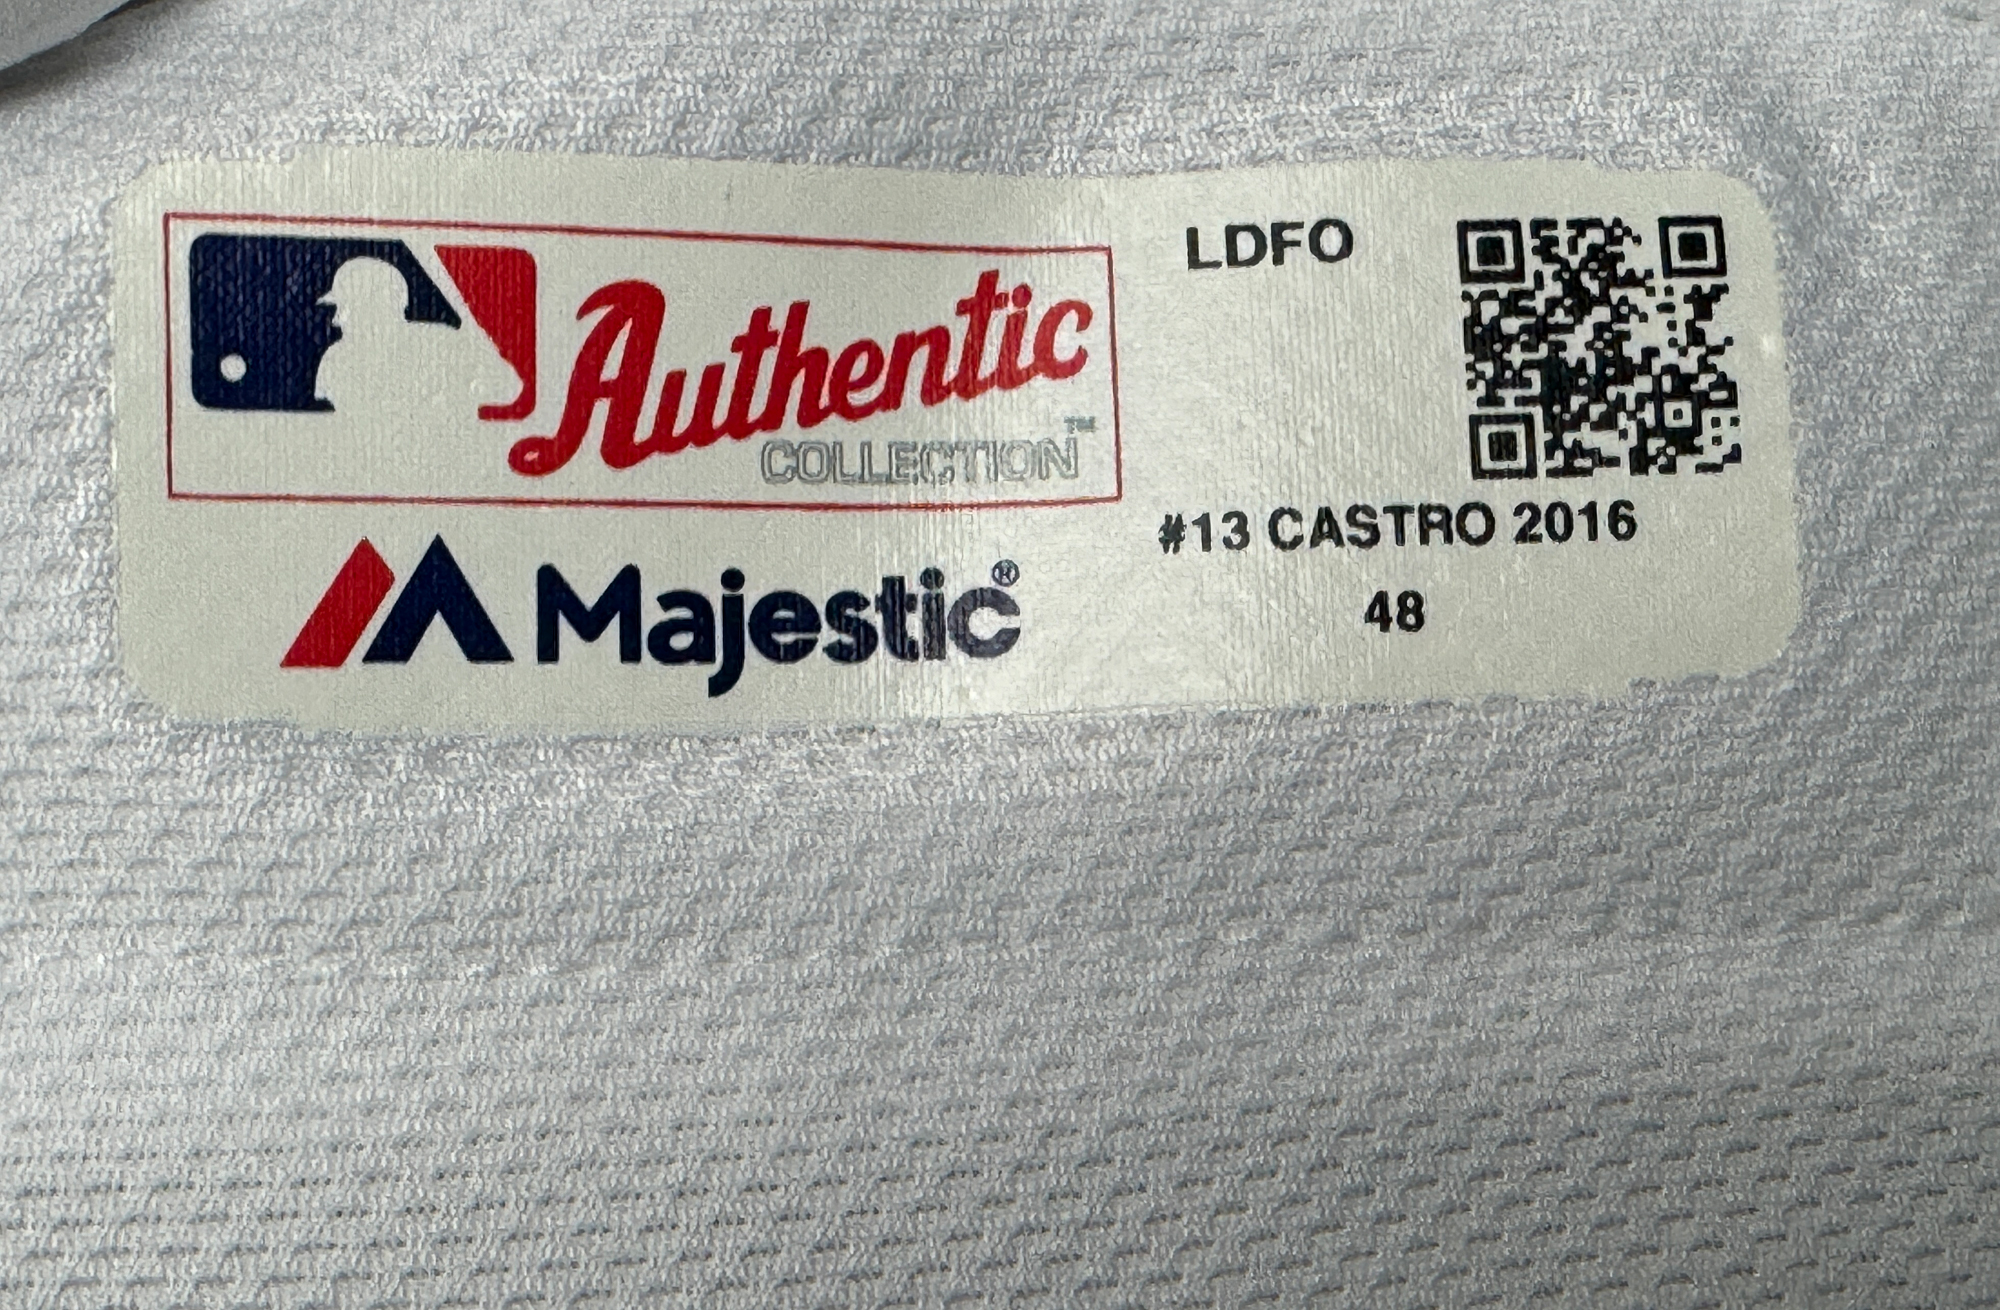 Authentic
COLLECTION™
Majestic®
LDFO
#13 CASTRO 2016
48